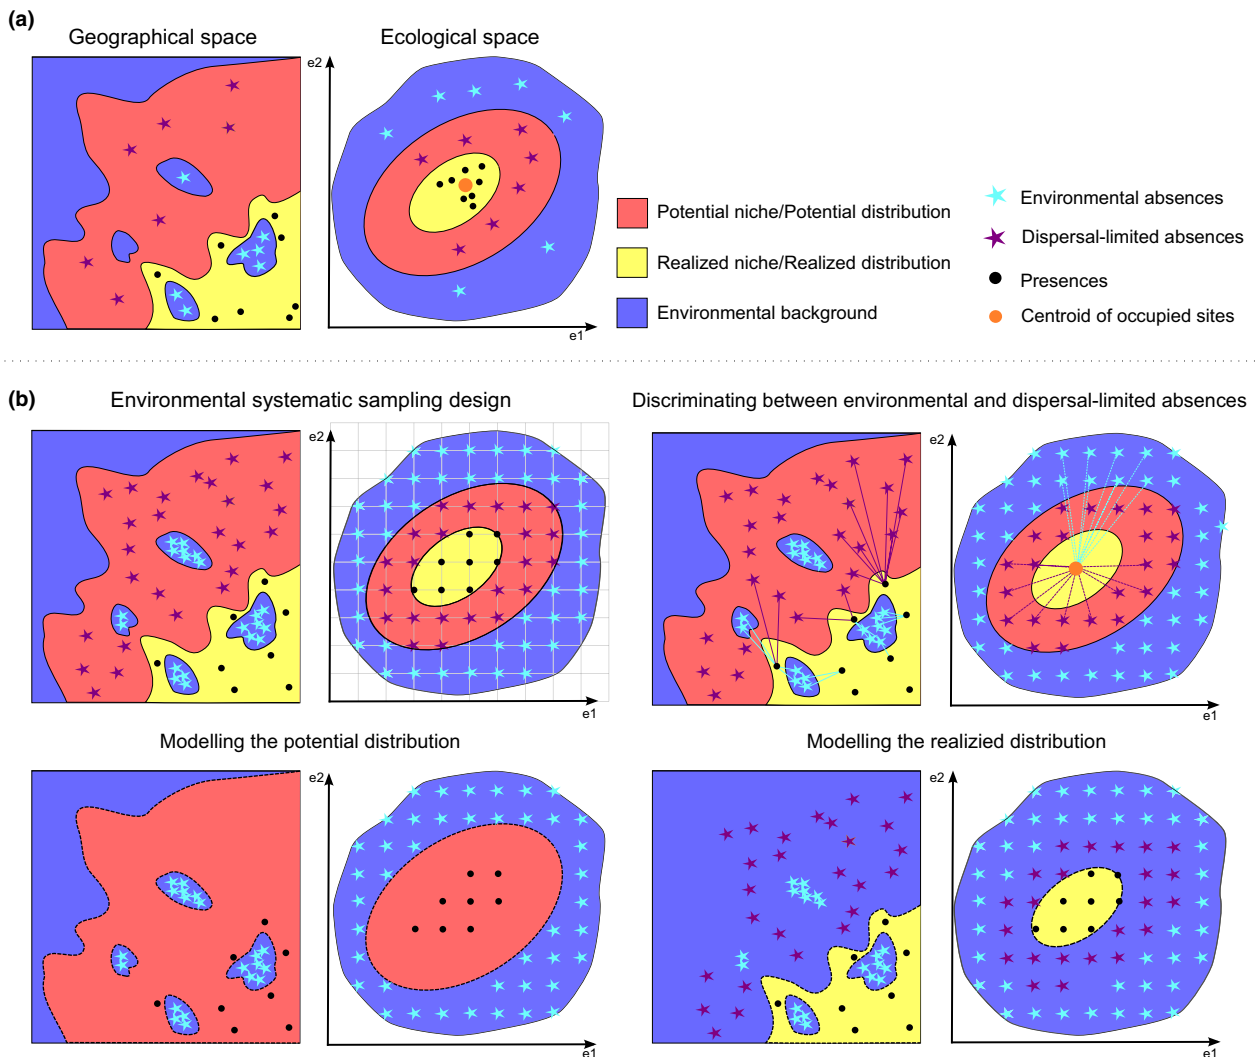 (a)
Geographical space
Ecological space
e2
e1
Potential niche/Potential distribution
Realized niche/Realized distribution
Environmental background
Environmental absences
Dispersal-limited absences
Presences
Centroid of occupied sites
(b)
Environmental systematic sampling design
Discriminating between environmental and dispersal-limited absences
e2
e1
e2
e1
Modelling the potential distribution
Modelling the realizied distribution
e2
e1
e2
e1